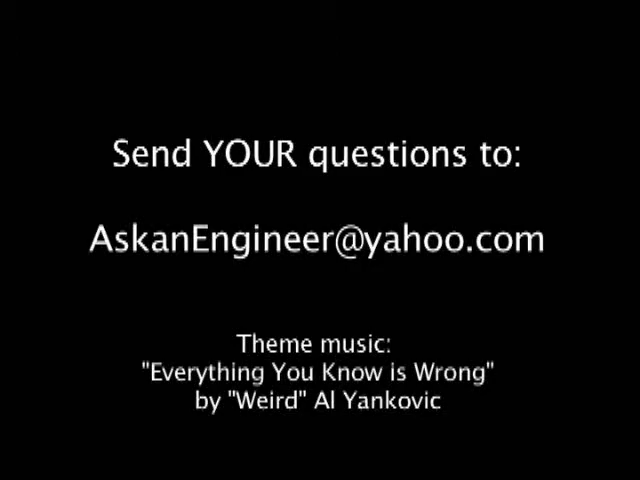 Send YOUR questions to:
AskanEngineer@yahoo.com
Theme music:
"Everything You Know is Wrong"
by "Weird" Al Yankovic